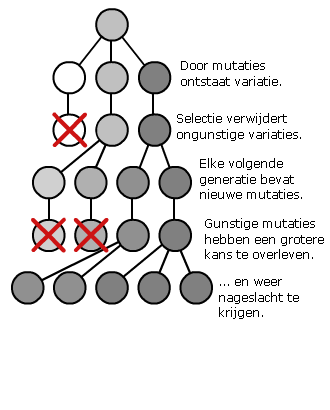 Door mutaties
ontstaat variatie.
Selectie verwijdert
ongunstige variaties.
Elke volgende
generatie bevat
nieuwe mutaties.
Gunstige mutaties
hebben een grotere
kans te overleven.
... en weer
nageslacht te
krijgen.